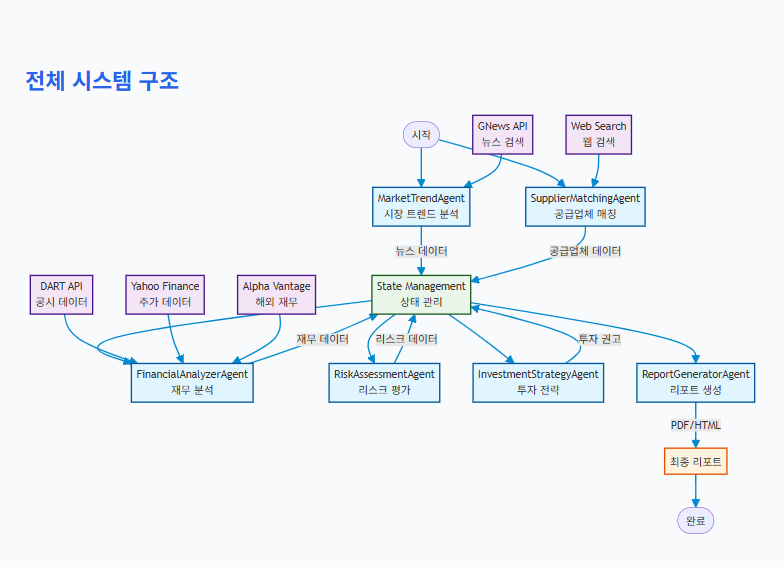 전체 시스템 구조
시작
GNews API
뉴스 검색
Web Search
웹 검색
MarketTrendAgent
시장 트렌드 분석
SupplierMatchingAgent
공급업체 매칭
뉴스 데이터
공급업체 데이터
DART API
공시 데이터
Yahoo Finance
주가 데이터
Alpha Vantage
해외 재무
State Management
상태 관리
재무 데이터
리스크 데이터
투자 권고
FinancialAnalyzerAgent
재무 분석
RiskAssessmentAgent
리스크 평가
InvestmentStrategyAgent
투자 전략
ReportGeneratorAgent
리포트 생성
PDF/HTML
최종 리포트
완료